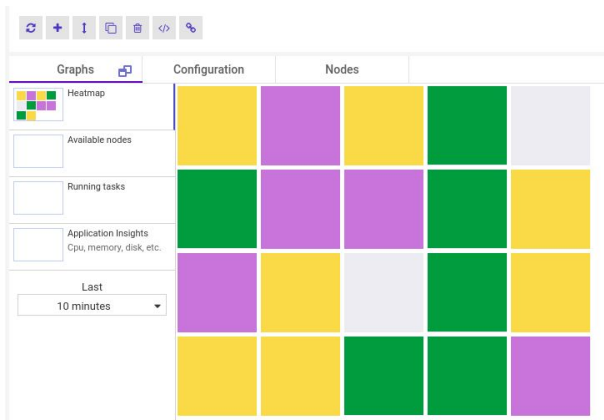 </>
Graphs
Configuration
Nodes
Heatmap
Available nodes
Running tasks
Application Insights
Cpu, memory, disk, etc.
Last
10 minutes